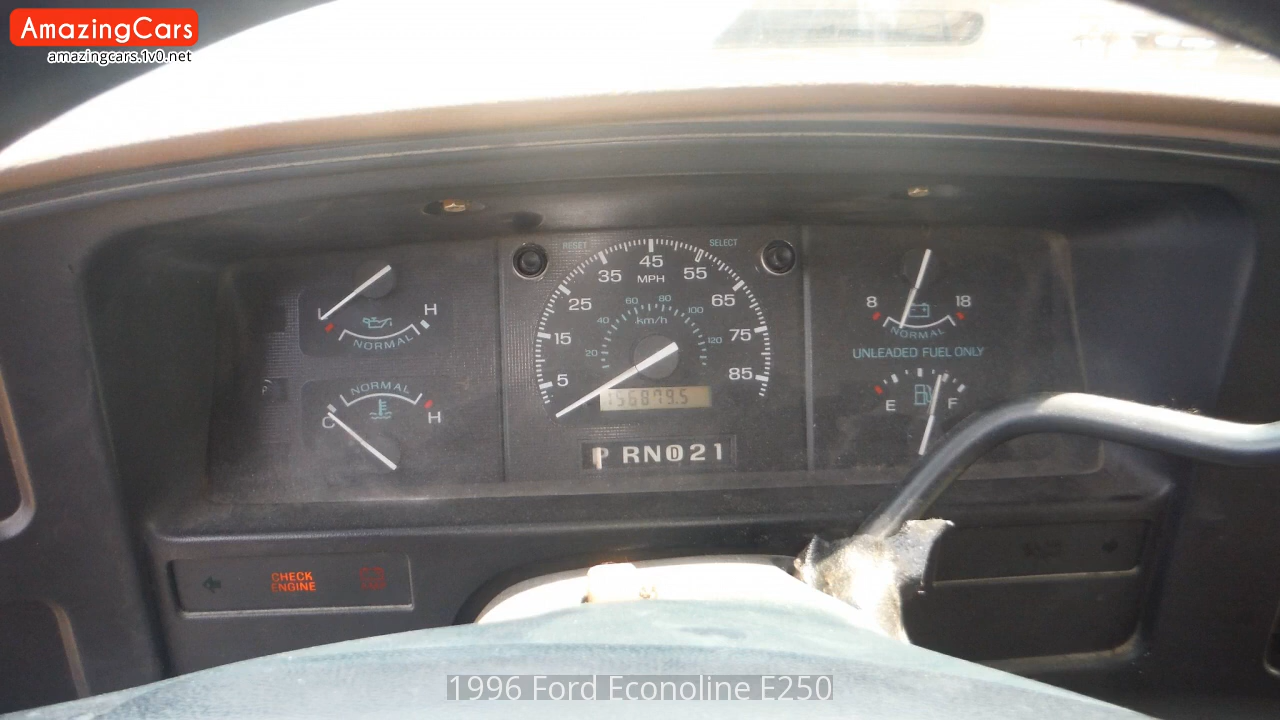 AmazingCars
amazingcars.1v0.net
RESET
SELECT
5 15 25 35 45 55 65 75 85
MPH
20 40 60 80 100 120
km/h
156879.5
P RND21
L H
NORMAL
NORMAL
C H
8 18
NORMAL
UNLEADED FUEL ONLY
E F
CHECK
ENGINE
1996 Ford Econoline E250